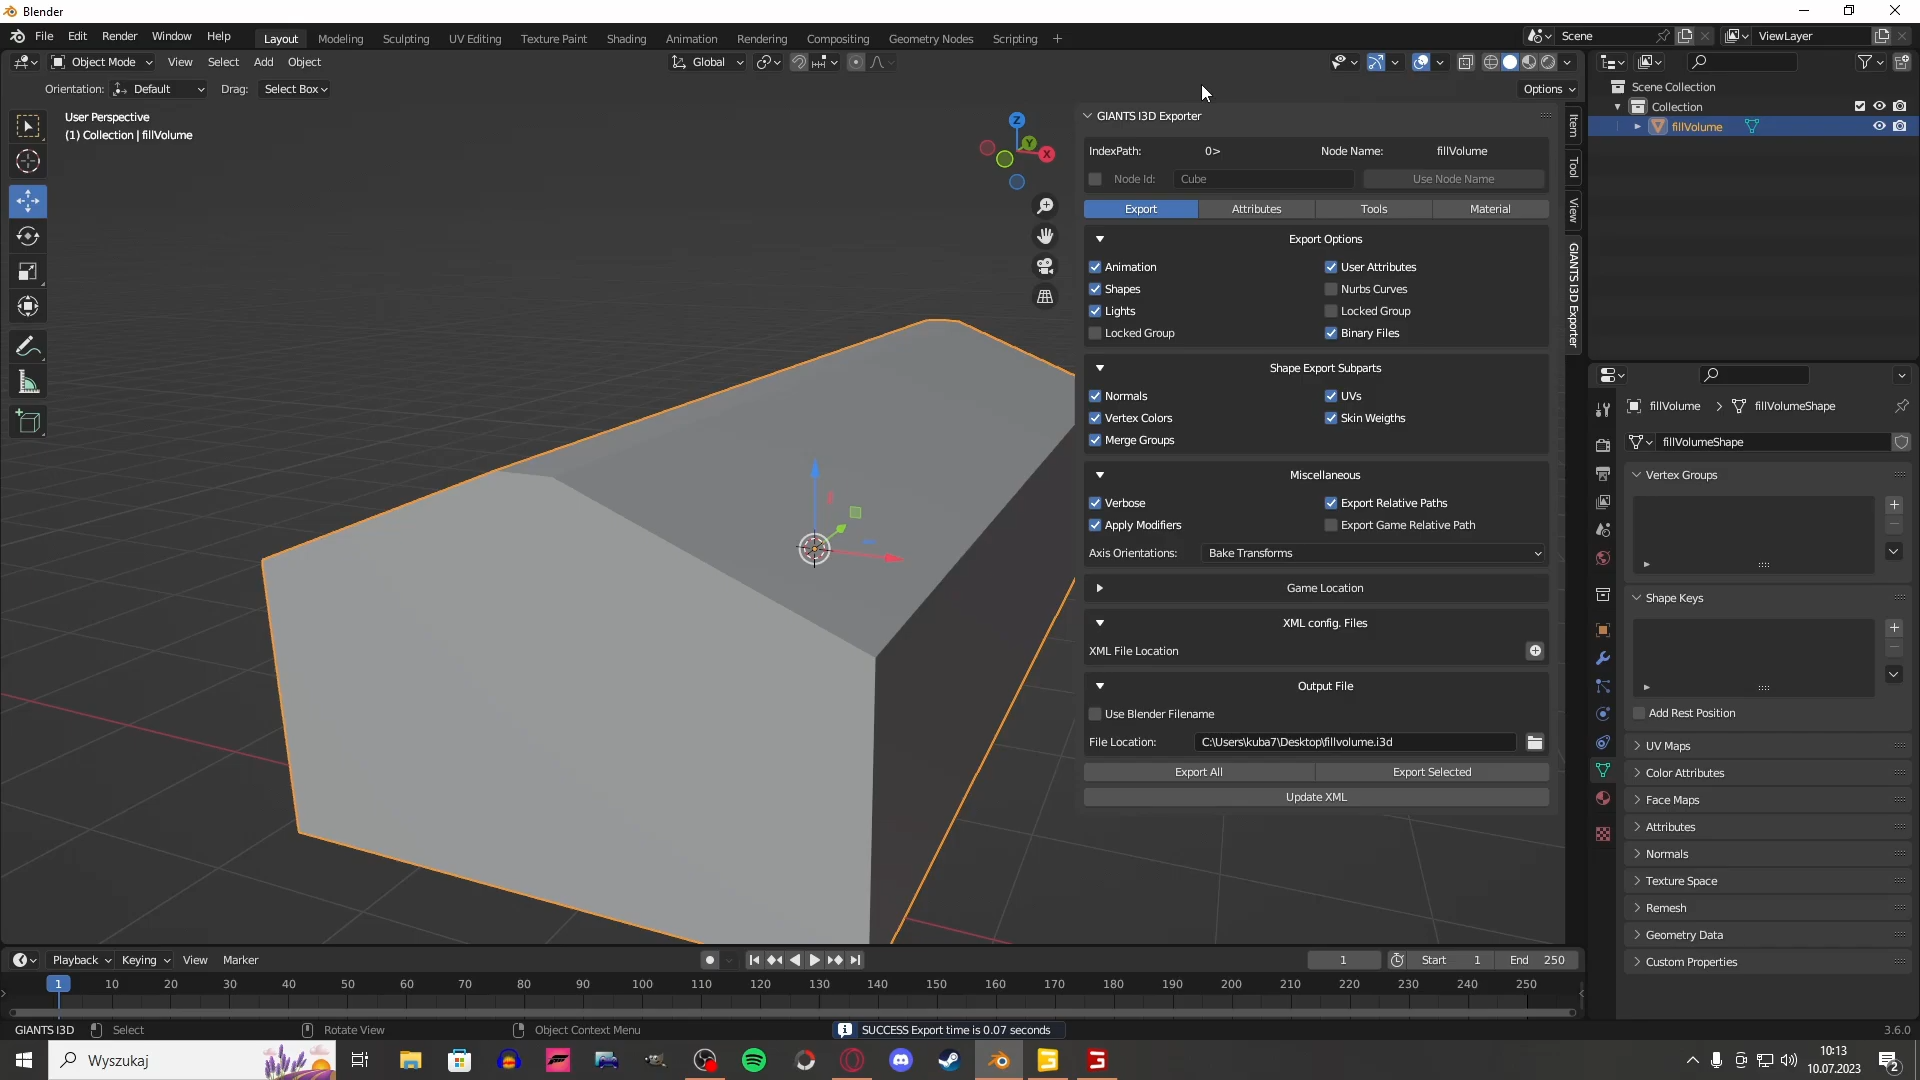 Blender
File Edit Render Window Help Layout Modeling Sculpting UV Editing Texture Paint Shading Animation Rendering Compositing Geometry Nodes Scripting + Scene ViewLayer
Object Mode View Select Add Object Global
Orientation: Default Drag: Select Box Options
User Perspective
(1) Collection | fillVolume
Z
Y
X
GIANTS I3D Exporter
IndexPath: 0> Node Name: fillVolume
Node Id: Cube Use Node Name
Export Attributes Tools Material
Export Options
Animation User Attributes
Shapes Nurbs Curves
Lights Locked Group
Locked Group Binary Files
Shape Export Subparts
Normals UVs
Vertex Colors Skin Weigths
Merge Groups
Miscellaneous
Verbose Export Relative Paths
Apply Modifiers Export Game Relative Path
Axis Orientations: Bake Transforms
Game Location
XML config. Files
XML File Location
Output File
Use Blender Filename
File Location: C:\Users\kuba7\Desktop\fillvolume.i3d
Export All Export Selected
Update XML
Item
Tool
View
GIANTS I3D Exporter
Scene Collection
Collection
fillVolume
fillVolume > fillVolumeShape
fillVolumeShape
Vertex Groups
Shape Keys
Add Rest Position
UV Maps
Color Attributes
Face Maps
Attributes
Normals
Texture Space
Remesh
Geometry Data
Custom Properties
Playback Keying View Marker 1 Start 1 End 250
1 10 20 30 40 50 60 70 80 90 100 110 120 130 140 150 160 170 180 190 200 210 220 230 240 250
GIANTS I3D Select Rotate View Object Context Menu SUCCESS Export time is 0.07 seconds 3.6.0
Wyszukaj
10:13
10.07.2023
2